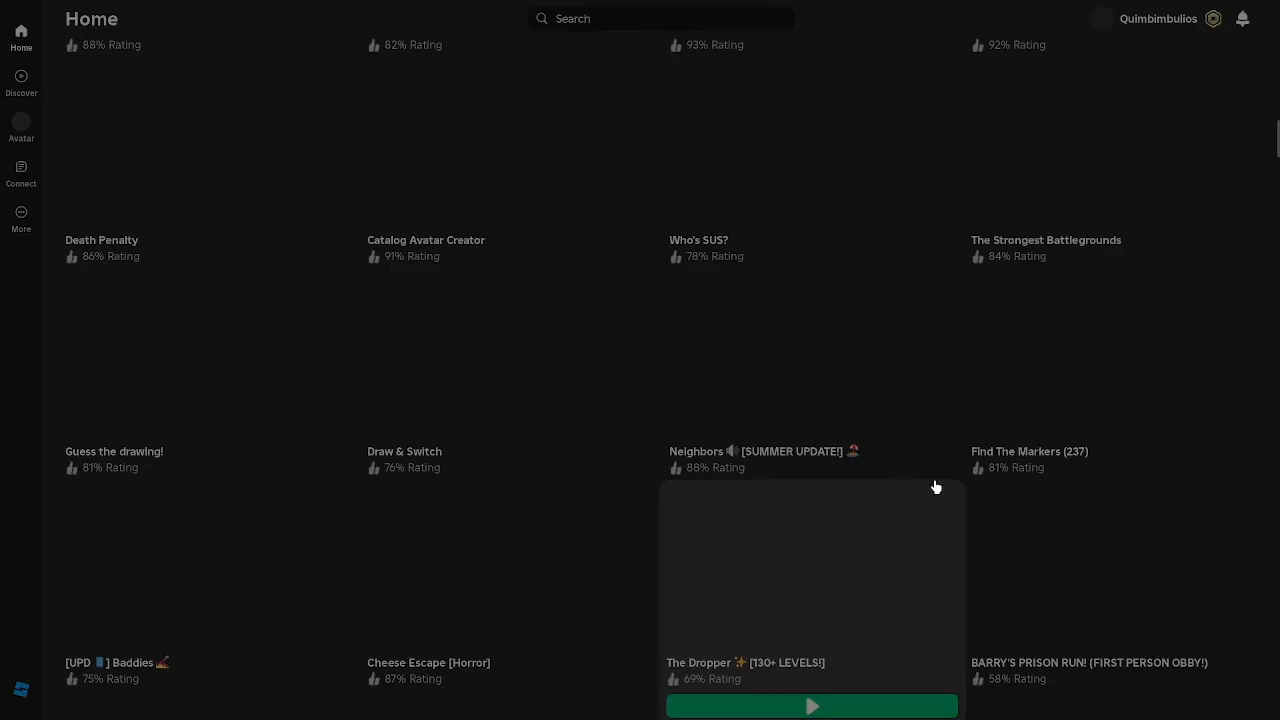 Home
Search
Quimbimbulios
Home
Discover
Avatar
Connect
More
88% Rating
82% Rating
93% Rating
92% Rating
Death Penalty
86% Rating
Catalog Avatar Creator
91% Rating
Who's SUS?
78% Rating
The Strongest Battlegrounds
84% Rating
Guess the drawing!
81% Rating
Draw & Switch
76% Rating
Neighbors 🔊 [SUMMER UPDATE!] 🏖️
88% Rating
Find The Markers (237)
81% Rating
[UPD 📘] Baddies 💅
75% Rating
Cheese Escape [Horror]
87% Rating
The Dropper ✨ [130+ LEVELS!]
69% Rating
BARRY'S PRISON RUN! (FIRST PERSON OBBY!)
58% Rating